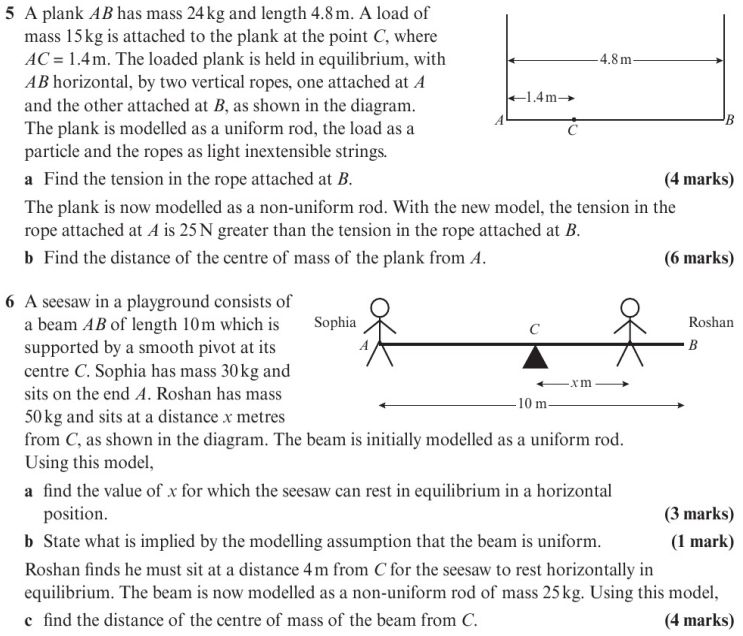 5 A plank AB has mass 24 kg and length 4.8 m. A load of
mass 15 kg is attached to the plank at the point C, where
AC = 1.4 m. The loaded plank is held in equilibrium, with
AB horizontal, by two vertical ropes, one attached at A
and the other attached at B, as shown in the diagram.
The plank is modelled as a uniform rod, the load as a
particle and the ropes as light inextensible strings.
4.8 m
1.4 m
A
C
B
a Find the tension in the rope attached at B. (4 marks)
The plank is now modelled as a non-uniform rod. With the new model, the tension in the
rope attached at A is 25 N greater than the tension in the rope attached at B.
b Find the distance of the centre of mass of the plank from A. (6 marks)
6 A seesaw in a playground consists of
a beam AB of length 10 m which is
supported by a smooth pivot at its
centre C. Sophia has mass 30 kg and
sits on the end A. Roshan has mass
50 kg and sits at a distance x metres
Sophia
C
Roshan
A
B
x m
10 m
from C, as shown in the diagram. The beam is initially modelled as a uniform rod.
Using this model,
a find the value of x for which the seesaw can rest in equilibrium in a horizontal
position. (3 marks)
b State what is implied by the modelling assumption that the beam is uniform. (1 mark)
Roshan finds he must sit at a distance 4 m from C for the seesaw to rest horizontally in
equilibrium. The beam is now modelled as a non-uniform rod of mass 25 kg. Using this model,
c find the distance of the centre of mass of the beam from C. (4 marks)